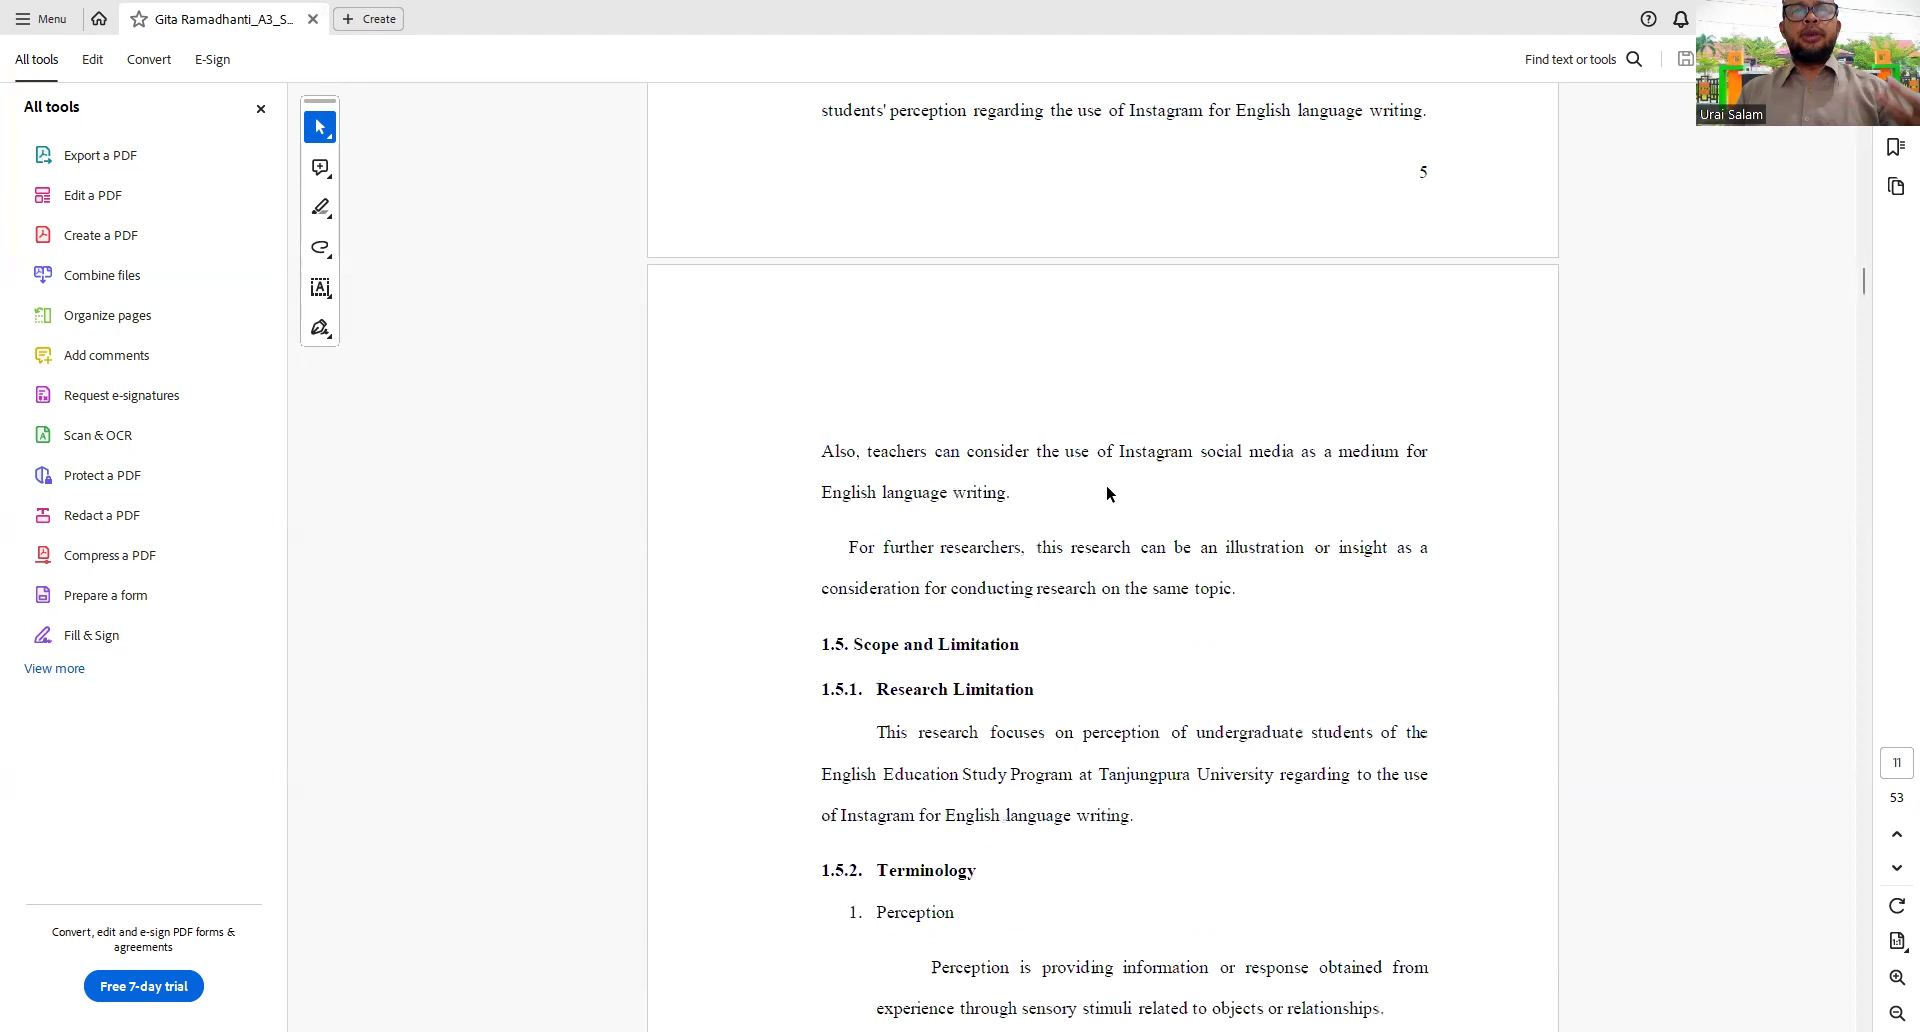 Menu
Gita Ramadhanti_A3_S...
Create
All tools
Edit
Convert
E-Sign
Find text or tools
Urai Salam
All tools
Export a PDF
Edit a PDF
Create a PDF
Combine files
Organize pages
Add comments
Request e-signatures
Scan & OCR
Protect a PDF
Redact a PDF
Compress a PDF
Prepare a form
Fill & Sign
View more
Convert, edit and e-sign PDF forms &
agreements
Free 7-day trial
students' perception regarding the use of Instagram for English language writing.
5
Also, teachers can consider the use of Instagram social media as a medium for
English language writing.
For further researchers, this research can be an illustration or insight as a
consideration for conducting research on the same topic.
1.5. Scope and Limitation
1.5.1. Research Limitation
This research focuses on perception of undergraduate students of the
English Education Study Program at Tanjungpura University regarding to the use
of Instagram for English language writing.
1.5.2. Terminology
1. Perception
Perception is providing information or response obtained from
experience through sensory stimuli related to objects or relationships.
11
53